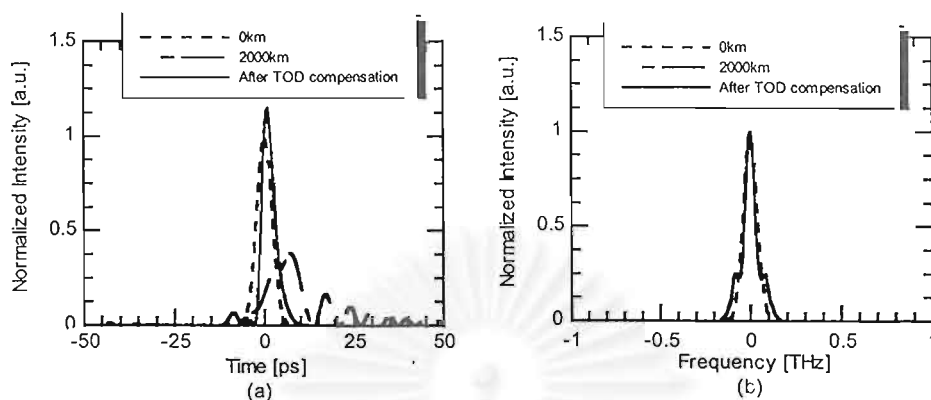 0km
2000km
After TOD compensation
1.5
1
0.5
0
Normalized Intensity [a.u.]
-50
-25
0
25
50
Time [ps]
(a)
0km
2000km
After TOD compensation
1.5
1
0.5
0
Normalized Intensity [a.u.]
-1
-0.5
0
0.5
1
Frequency [THz]
(b)